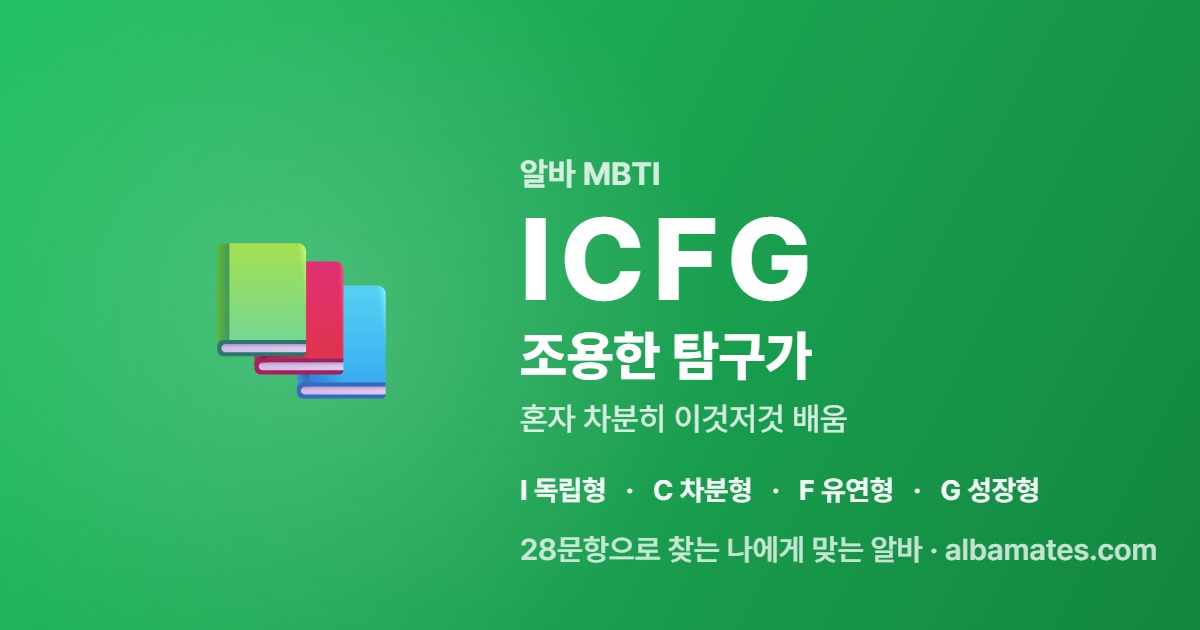 알바 MBTI
ICFG
조용한 탐구가
혼자 차분히 이것저것 배움
I 독립형 · C 차분형 · F 유연형 · G 성장형
28문항으로 찾는 나에게 맞는 알바 · albamates.com